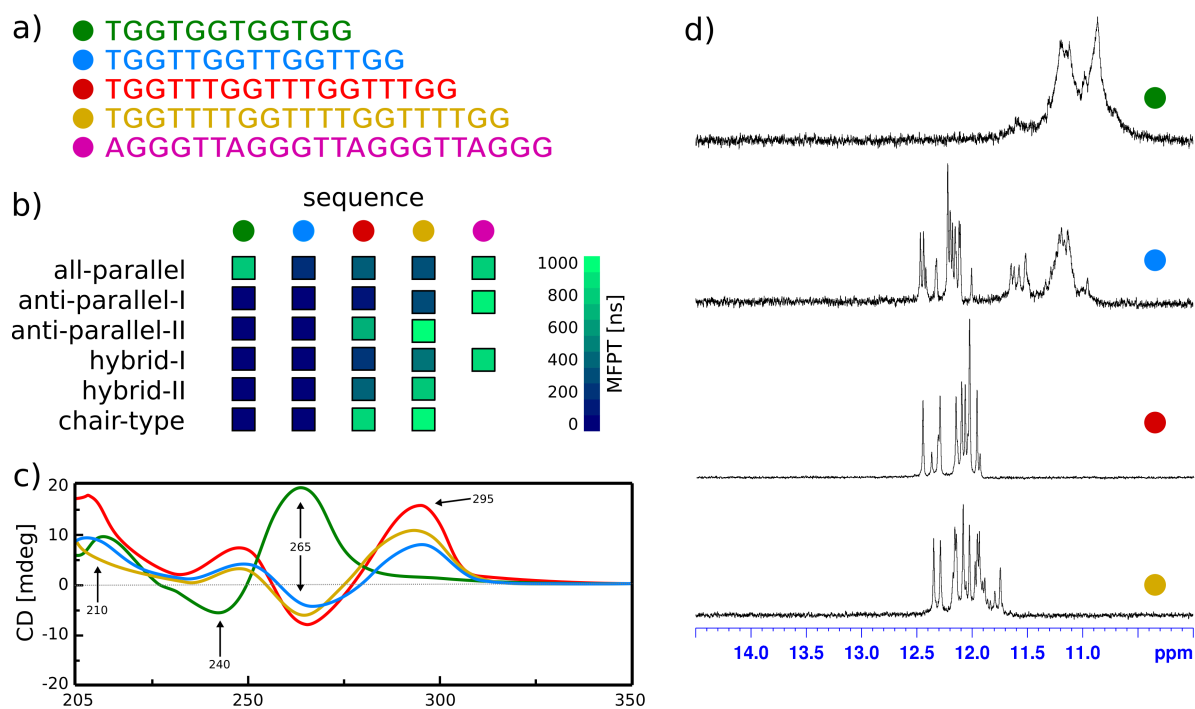 a)
TGGTGGTGGTGG
TGGTTGGTTGGTTGG
TGGTTTGGTTTGGTTTGG
TGGTTTTGGTTTTGGTTTTGG
AGGGTTAGGGTTAGGGTTAGGG
b)
sequence
all-parallel
anti-parallel-I
anti-parallel-II
hybrid-I
hybrid-II
chair-type
1000
800
600
400
200
0
MFPT [ns]
c)
CD [mdeg]
20
10
0
-10
-20
205
250
300
350
210
240
265
295
d)
14.0 13.5 13.0 12.5 12.0 11.5 11.0 ppm